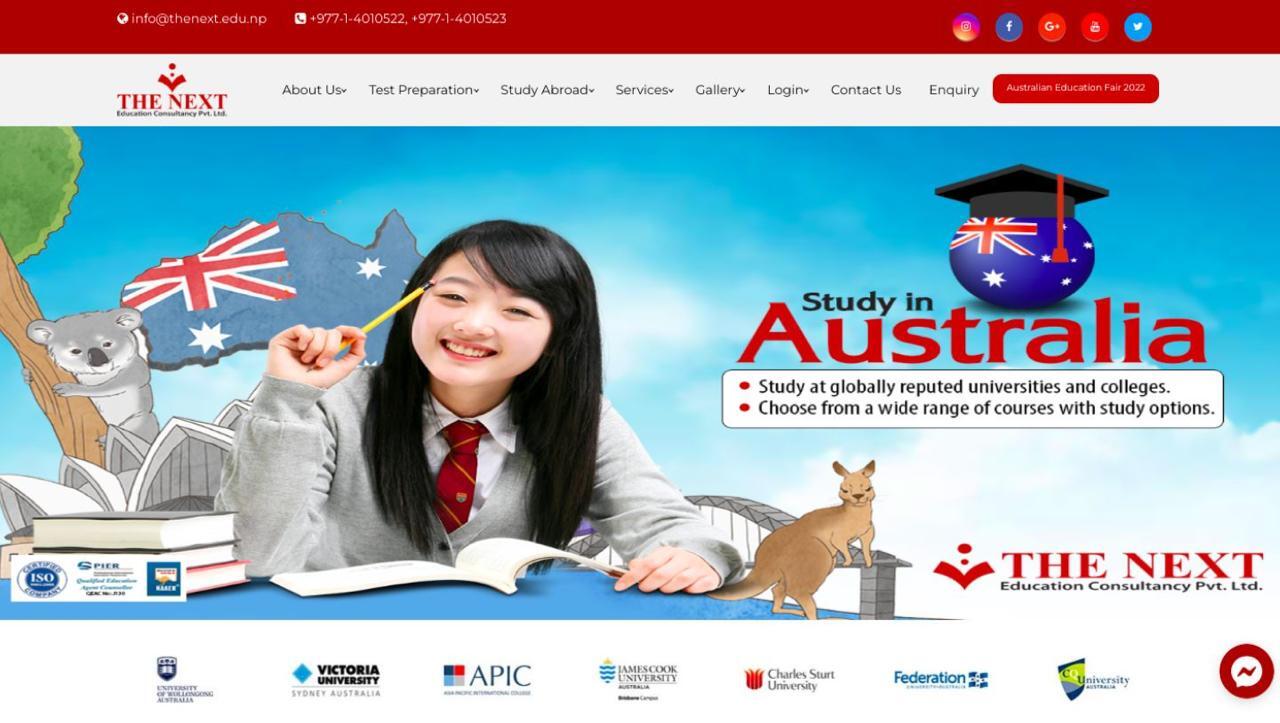 info@thenext.edu.np
+977-1-4010522, +977-1-4010523
THE NEXT
Education Consultancy Pvt. Ltd.
About Us
Test Preparation
Study Abroad
Services
Gallery
Login
Contact Us
Enquiry
Australian Education Fair 2022
Study in
Australia
• Study at globally reputed universities and colleges.
• Choose from a wide range of courses with study options.
CERTIFIED
ISO
COMPANY
PIER
Qualified Education
Agent Counsellor
QEAC No: J130
THE NEXT
Education Consultancy Pvt. Ltd.
UNIVERSITY
OF WOLLONGONG
AUSTRALIA
VICTORIA
UNIVERSITY
SYDNEY AUSTRALIA
APIC
ASIA PACIFIC INTERNATIONAL COLLEGE
JAMES COOK
UNIVERSITY
AUSTRALIA
Brisbane Campus
Charles Sturt
University
Federation
UNIVERSITY • AUSTRALIA
CQUniversity
AUSTRALIA